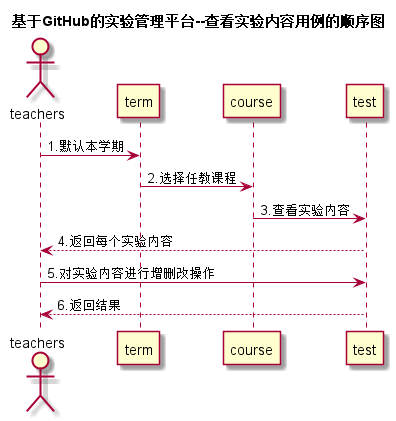 基于GitHub的实验管理平台--查看实验内容用例的顺序图
teachers
term
course
test
1.默认本学期
2.选择任教课程
3.查看实验内容
4.返回每个实验内容
5.对实验内容进行增删改操作
6.返回结果
teachers
term
course
test